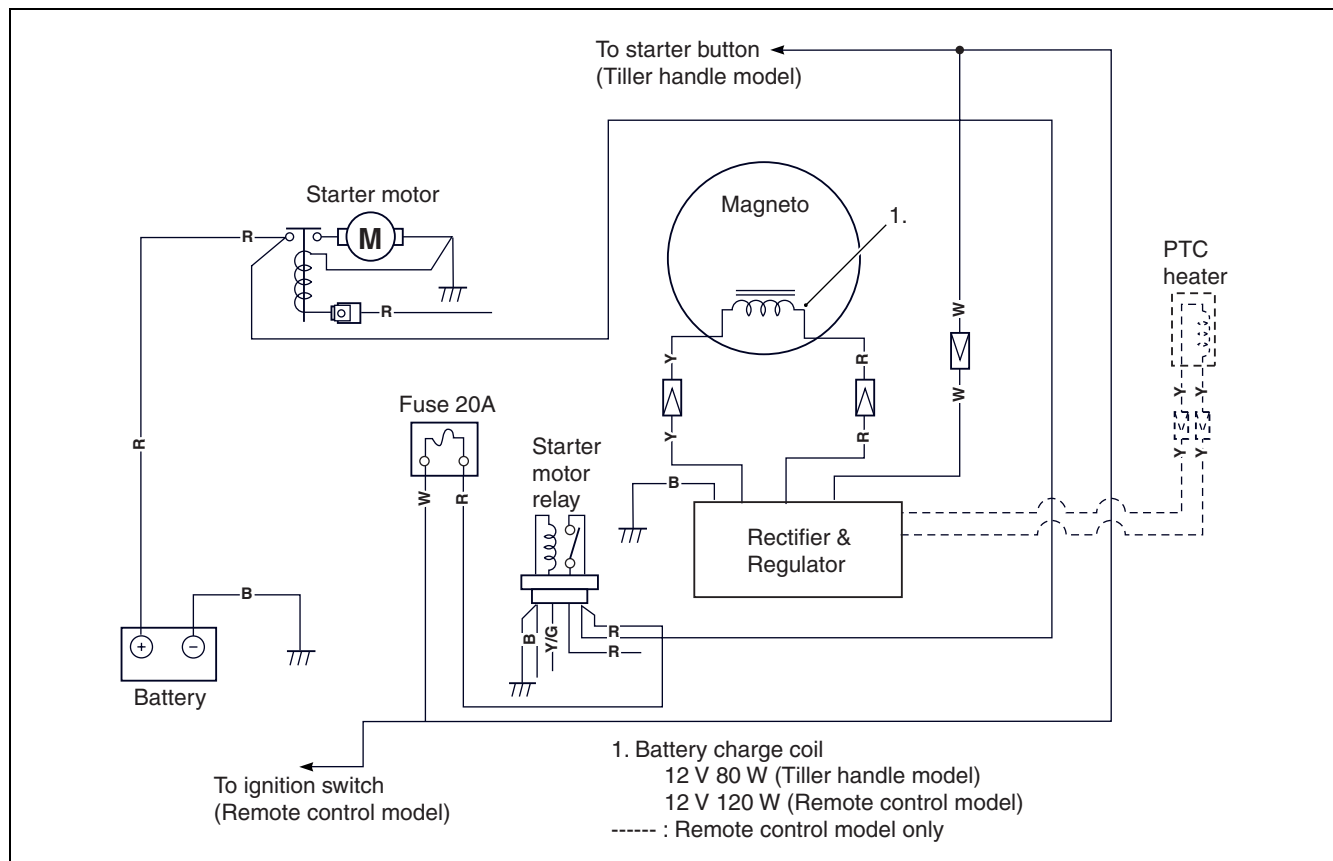 To starter button
(Tiller handle model)
Starter motor
M
R
R
Magneto
1.
PTC
heater
W
W
Y
R
Y
R
Y
Y
Y
Y
R
Fuse 20A
W
R
Starter
motor
relay
B
Rectifier &
Regulator
B
B
Y/G
R
R
+
−
Battery
To ignition switch
(Remote control model)
1. Battery charge coil
12 V 80 W (Tiller handle model)
12 V 120 W (Remote control model)
------ : Remote control model only